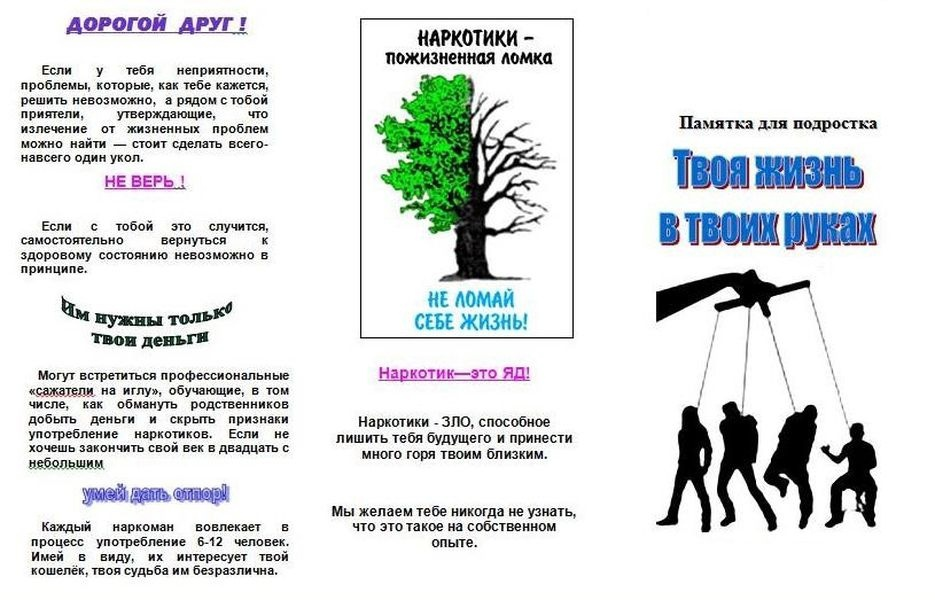 ДОРОГОЙ ДРУГ !
Если у тебя неприятности,
проблемы, которые, как тебе кажется,
решить невозможно, а рядом с тобой
приятели, утверждающие, что
излечение от жизненных проблем
можно найти — стоит сделать всего-
навсего один укол.
НЕ ВЕРЬ !
Если с тобой это случится,
самостоятельно вернуться к
здоровому состоянию невозможно в
принципе.
Им нужны только
твои деньги
Могут встретиться профессиональные
«сажатели на иглу», обучающие, в том
числе, как обмануть родственников
добыть деньги и скрыть признаки
употребление наркотиков. Если не
хочешь закончить свой век в двадцать с
небольшим
умей дать отпор!
Каждый наркоман вовлекает в
процесс употребление 6-12 человек.
Имей в виду, их интересует твой
кошелёк, твоя судьба им безразлична.
НАРКОТИКИ –
пожизненная ломка
НЕ ЛОМАЙ
СЕБЕ ЖИЗНЬ!
Наркотик—это ЯД!
Наркотики - ЗЛО, способное
лишить тебя будущего и принести
много горя твоим близким.
Мы желаем тебе никогда не узнать,
что это такое на собственном
опыте.
Памятка для подростка
Твоя жизнь
в твоих руках